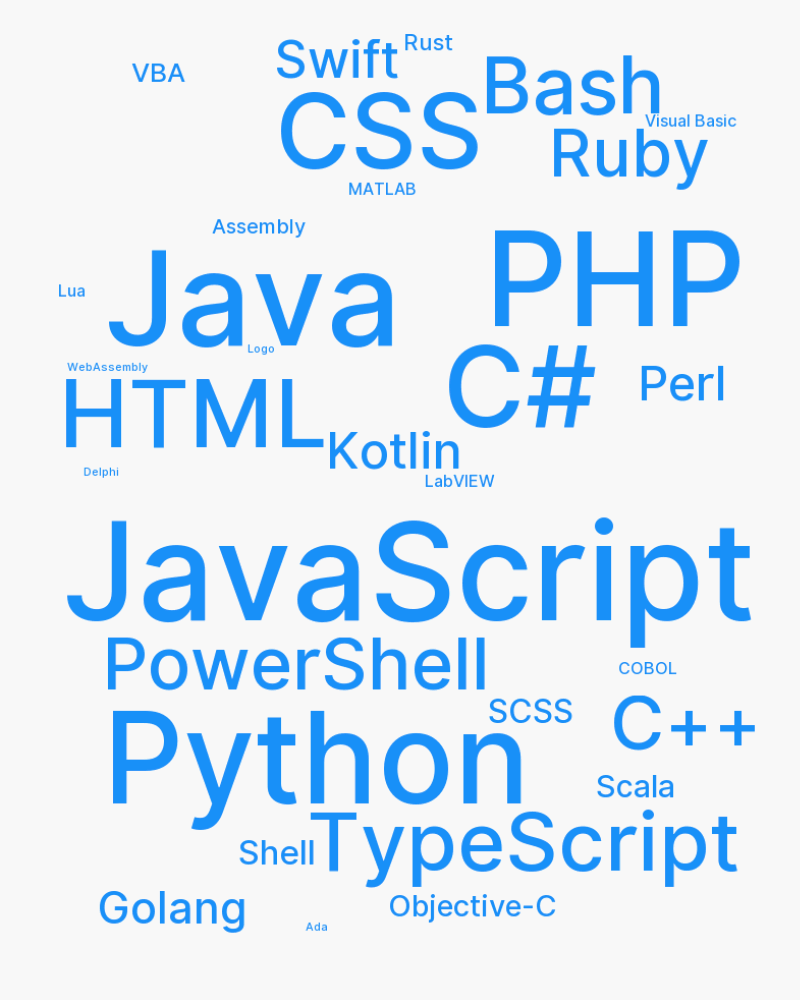 Rust
Swift
VBA
Bash
Visual Basic
CSS
Ruby
MATLAB
Assembly
PHP
Lua
Java
Logo
WebAssembly
C#
Perl
HTML
Kotlin
Delphi
LabVIEW
JavaScript
PowerShell
COBOL
SCSS
C++
Python
Scala
TypeScript
Shell
Golang
Objective-C
Ada